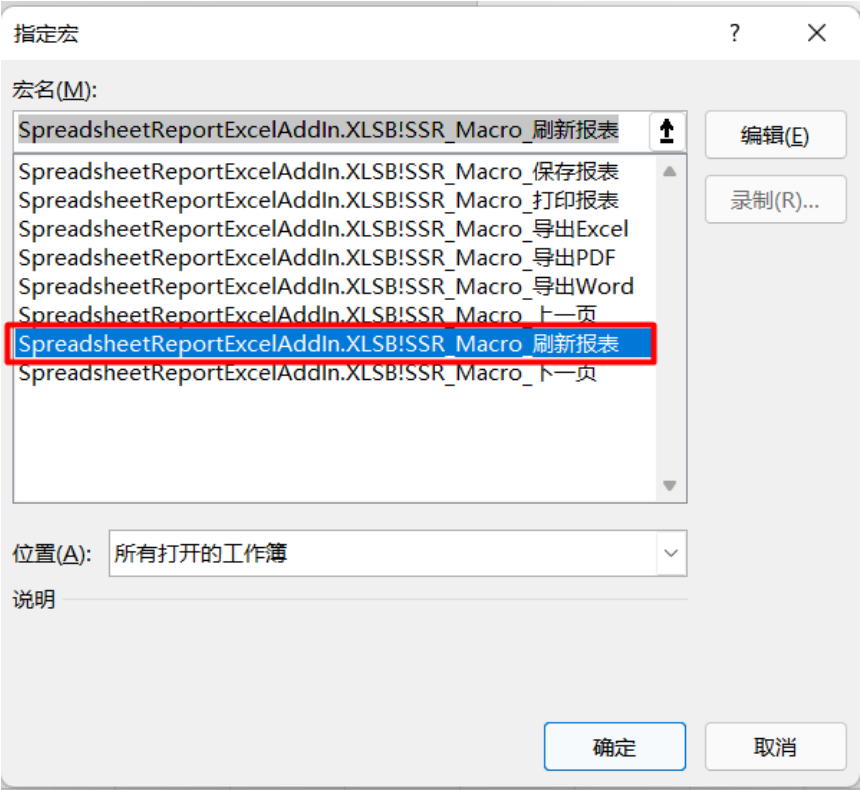 指定宏
?
宏名(M):
SpreadsheetReportExcelAddIn.XLSB!SSR_Macro_刷新报表
编辑(E)
SpreadsheetReportExcelAddIn.XLSB!SSR_Macro_保存报表
录制(R)...
SpreadsheetReportExcelAddIn.XLSB!SSR_Macro_打印报表
SpreadsheetReportExcelAddIn.XLSB!SSR_Macro_导出Excel
SpreadsheetReportExcelAddIn.XLSB!SSR_Macro_导出PDF
SpreadsheetReportExcelAddIn.XLSB!SSR_Macro_导出Word
SpreadsheetReportExcelAddIn.XLSB!SSR_Macro_上一页
SpreadsheetReportExcelAddIn.XLSB!SSR_Macro_刷新报表
SpreadsheetReportExcelAddIn.XLSB!SSR_Macro_下一页
位置(A): 所有打开的工作簿
说明
确定
取消